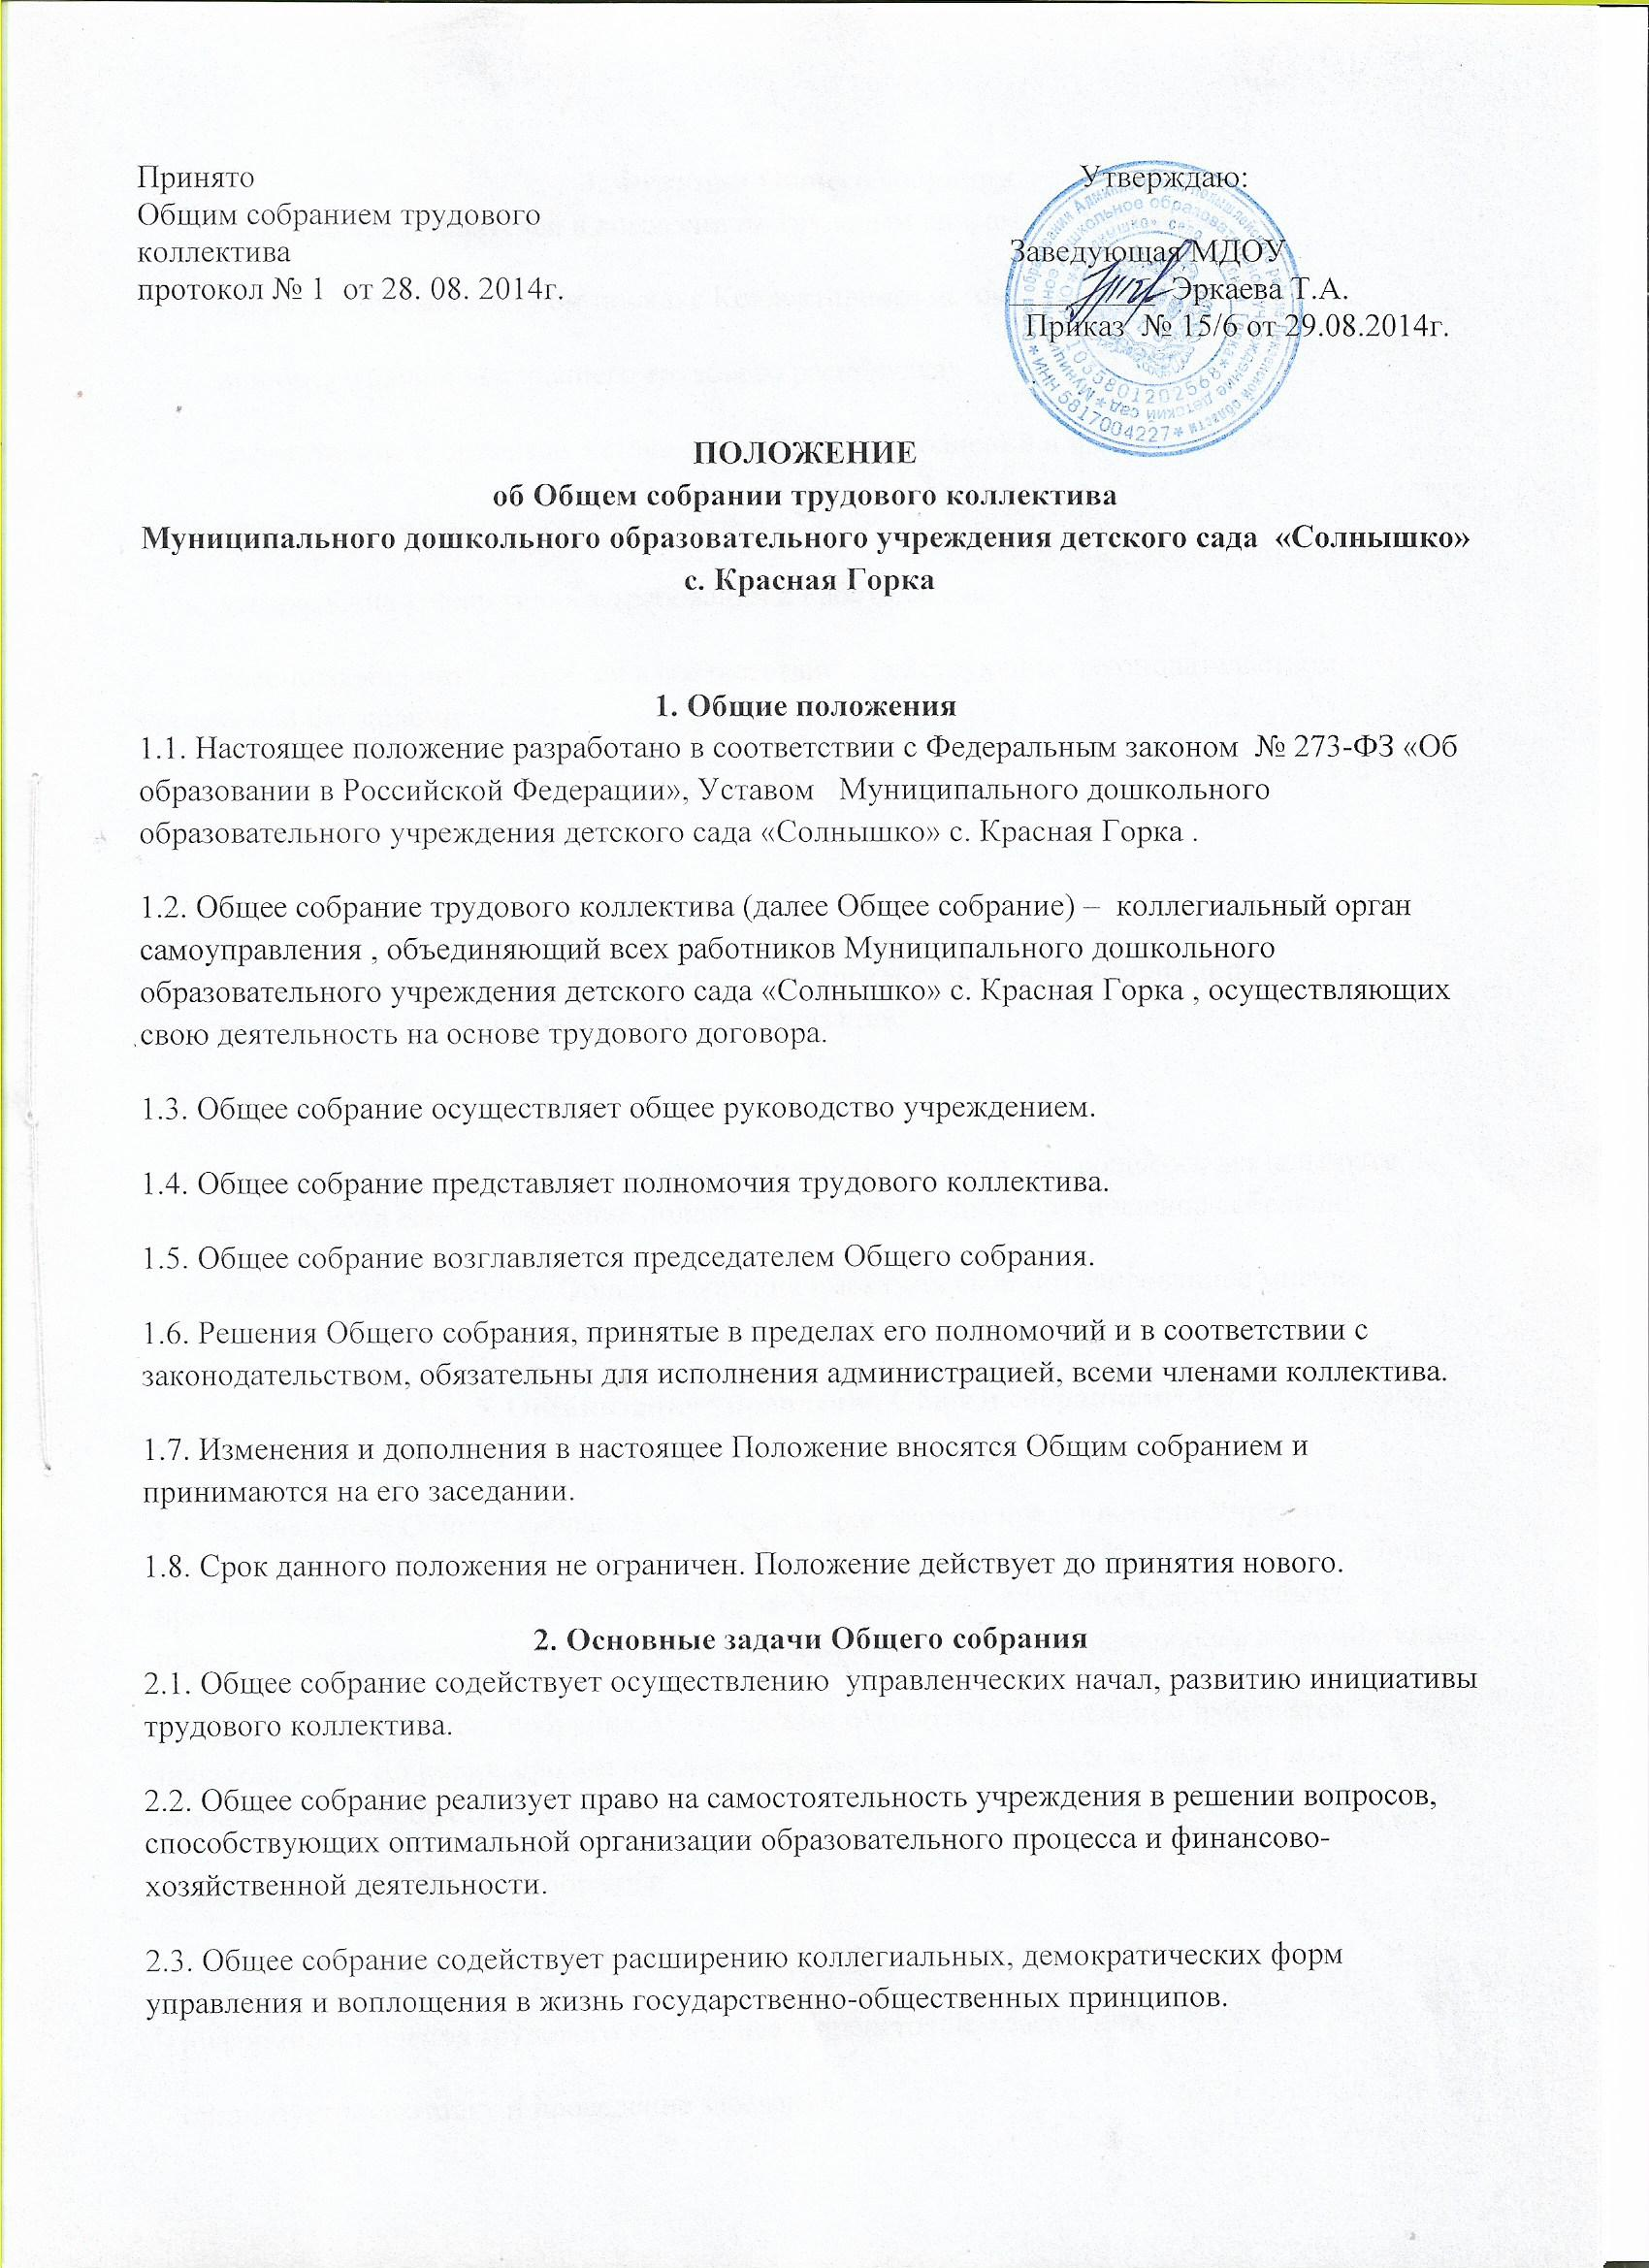 Принято
Общим собранием трудового
коллектива
протокол № 1 от 28. 08. 2014г.
Утверждаю:
Заведующая МДОУ
Эркаева Т.А.
Приказ № 15/6 от 29.08.2014г.
1055801202568
* ИНН 5817004227 *
ПОЛОЖЕНИЕ
об Общем собрании трудового коллектива
Муниципального дошкольного образовательного учреждения детского сада «Солнышко»
с. Красная Горка
1. Общие положения
1.1. Настоящее положение разработано в соответствии с Федеральным законом № 273-ФЗ «Об
образовании в Российской Федерации», Уставом Муниципального дошкольного
образовательного учреждения детского сада «Солнышко» с. Красная Горка .
1.2. Общее собрание трудового коллектива (далее Общее собрание) – коллегиальный орган
самоуправления , объединяющий всех работников Муниципального дошкольного
образовательного учреждения детского сада «Солнышко» с. Красная Горка , осуществляющих
свою деятельность на основе трудового договора.
1.3. Общее собрание осуществляет общее руководство учреждением.
1.4. Общее собрание представляет полномочия трудового коллектива.
1.5. Общее собрание возглавляется председателем Общего собрания.
1.6. Решения Общего собрания, принятые в пределах его полномочий и в соответствии с
законодательством, обязательны для исполнения администрацией, всеми членами коллектива.
1.7. Изменения и дополнения в настоящее Положение вносятся Общим собранием и
принимаются на его заседании.
1.8. Срок данного положения не ограничен. Положение действует до принятия нового.
2. Основные задачи Общего собрания
2.1. Общее собрание содействует осуществлению управленческих начал, развитию инициативы
трудового коллектива.
2.2. Общее собрание реализует право на самостоятельность учреждения в решении вопросов,
способствующих оптимальной организации образовательного процесса и финансово-
хозяйственной деятельности.
2.3. Общее собрание содействует расширению коллегиальных, демократических форм
управления и воплощения в жизнь государственно-общественных принципов.